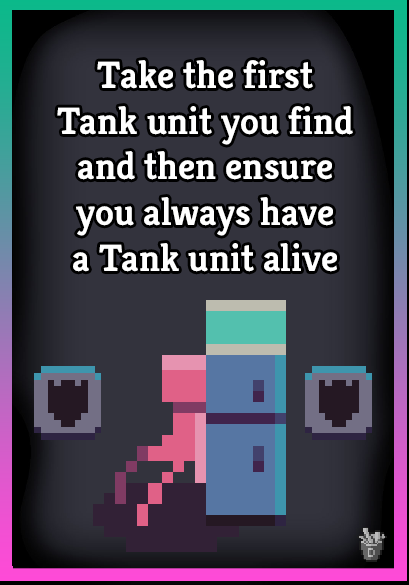 Take the first
Tank unit you find
and then ensure
you always have
a Tank unit alive
D